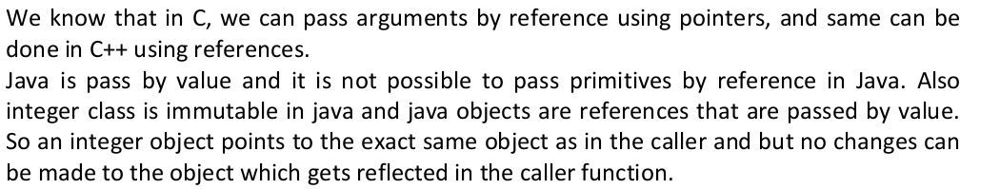 We know that in C, we can pass arguments by reference using pointers, and same can be
done in C++ using references.
Java is pass by value and it is not possible to pass primitives by reference in Java. Also
integer class is immutable in java and java objects are references that are passed by value.
So an integer object points to the exact same object as in the caller and but no changes can
be made to the object which gets reflected in the caller function.